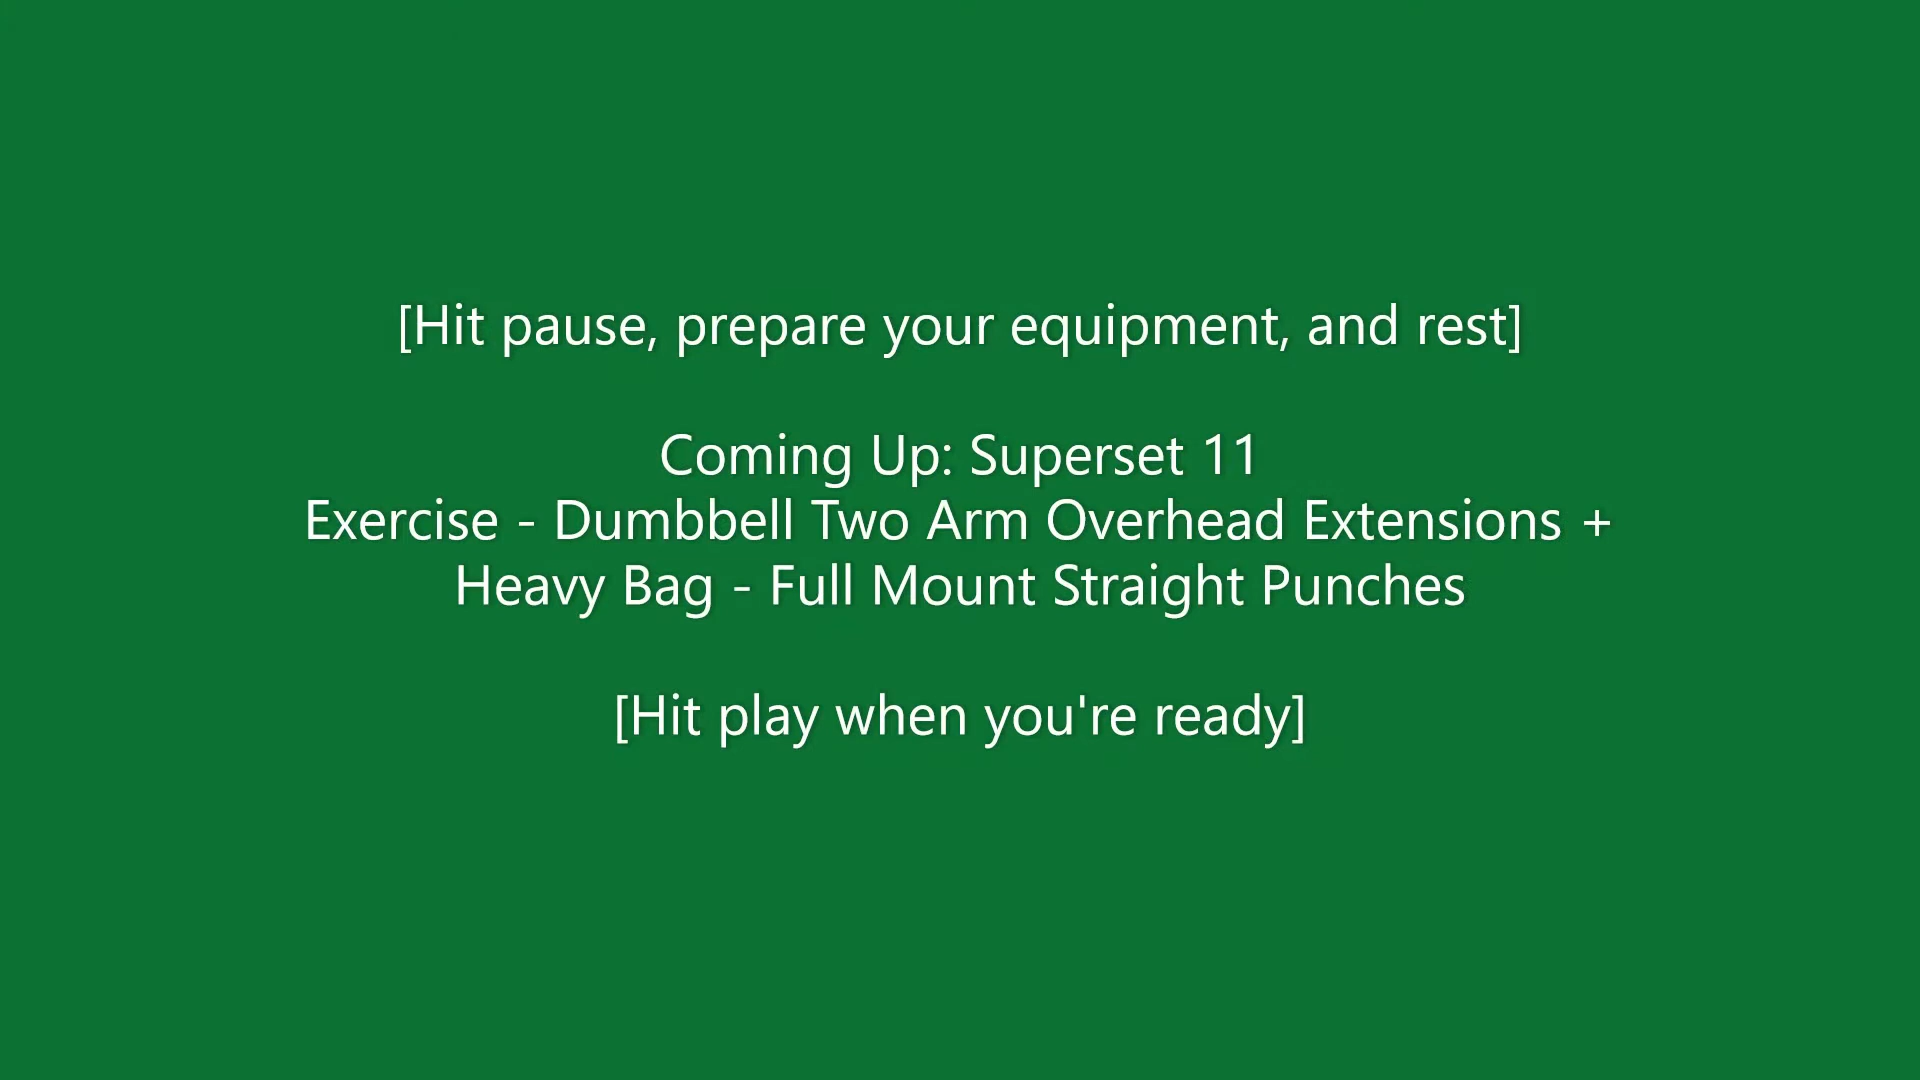 [Hit pause, prepare your equipment, and rest]
Coming Up: Superset 11
Exercise - Dumbbell Two Arm Overhead Extensions +
Heavy Bag - Full Mount Straight Punches
[Hit play when you're ready]